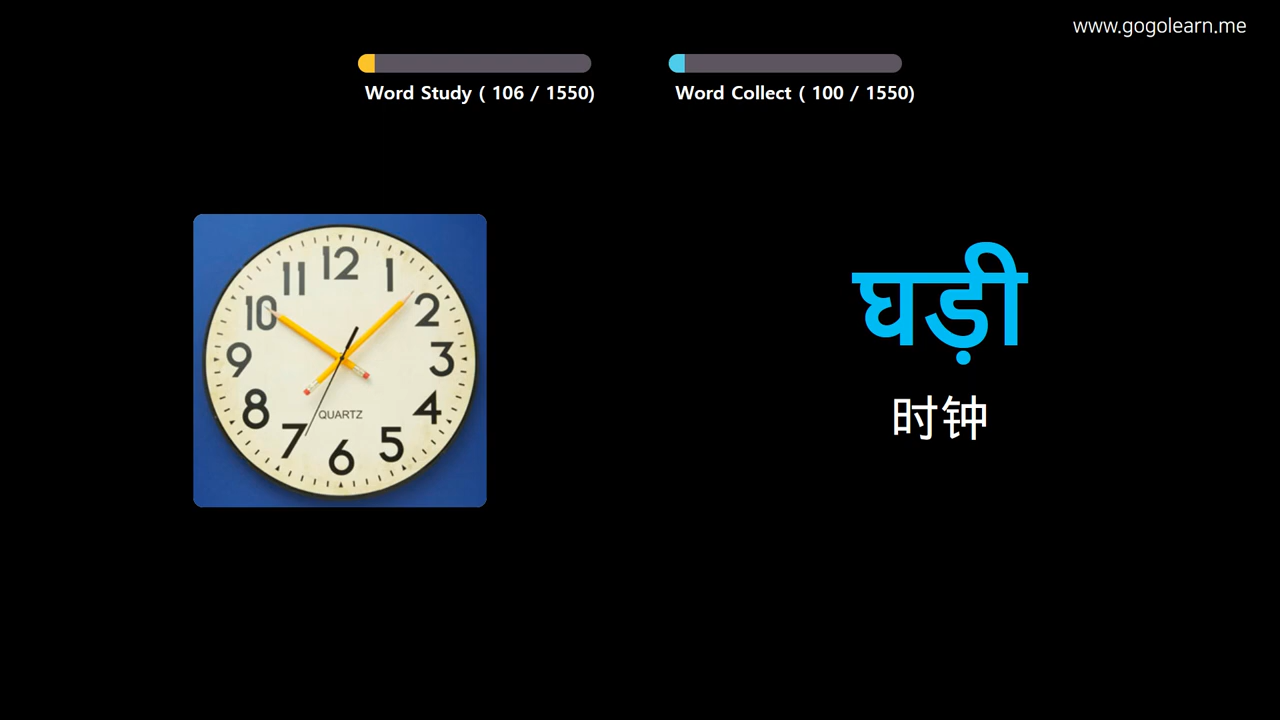 www.gogolearn.me
Word Study ( 106 / 1550)
Word Collect ( 100 / 1550)
12
1
2
3
4
5
6
7
8
9
10
11
QUARTZ
घड़ी
时钟